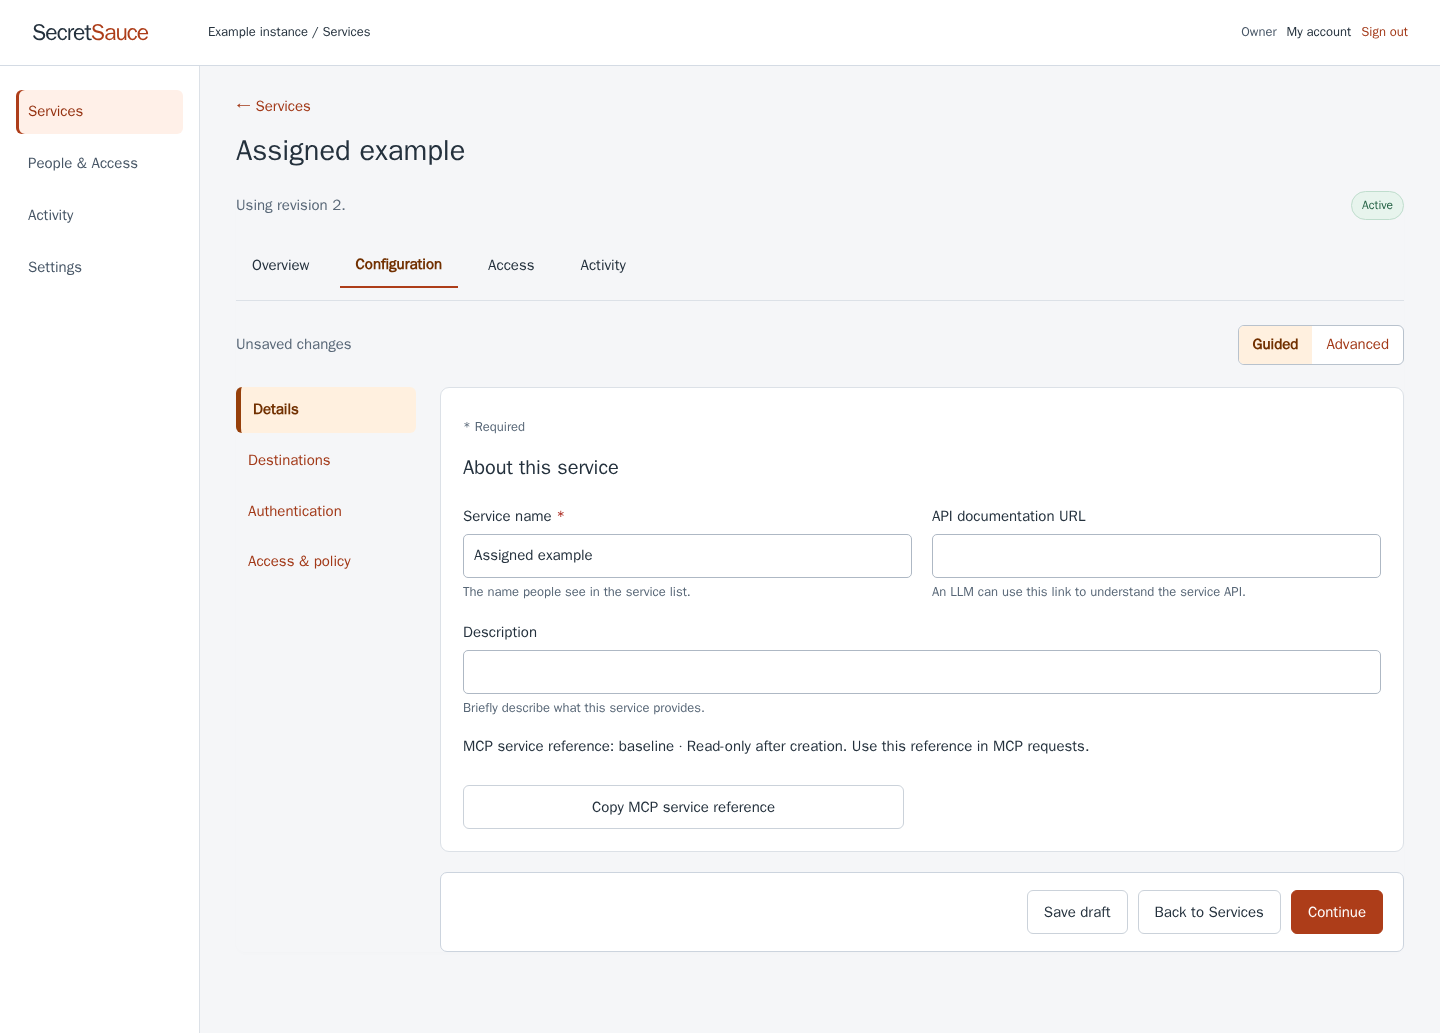 SecretSauce
Example instance / Services
Owner My account Sign out
Services
People & Access
Activity
Settings
← Services
Assigned example
Using revision 2.
Active
Overview
Configuration
Access
Activity
Unsaved changes
Guided
Advanced
Details
Destinations
Authentication
Access & policy
* Required
About this service
Service name *
Assigned example
The name people see in the service list.
API documentation URL
An LLM can use this link to understand the service API.
Description
Briefly describe what this service provides.
MCP service reference: baseline · Read-only after creation. Use this reference in MCP requests.
Copy MCP service reference
Save draft
Back to Services
Continue